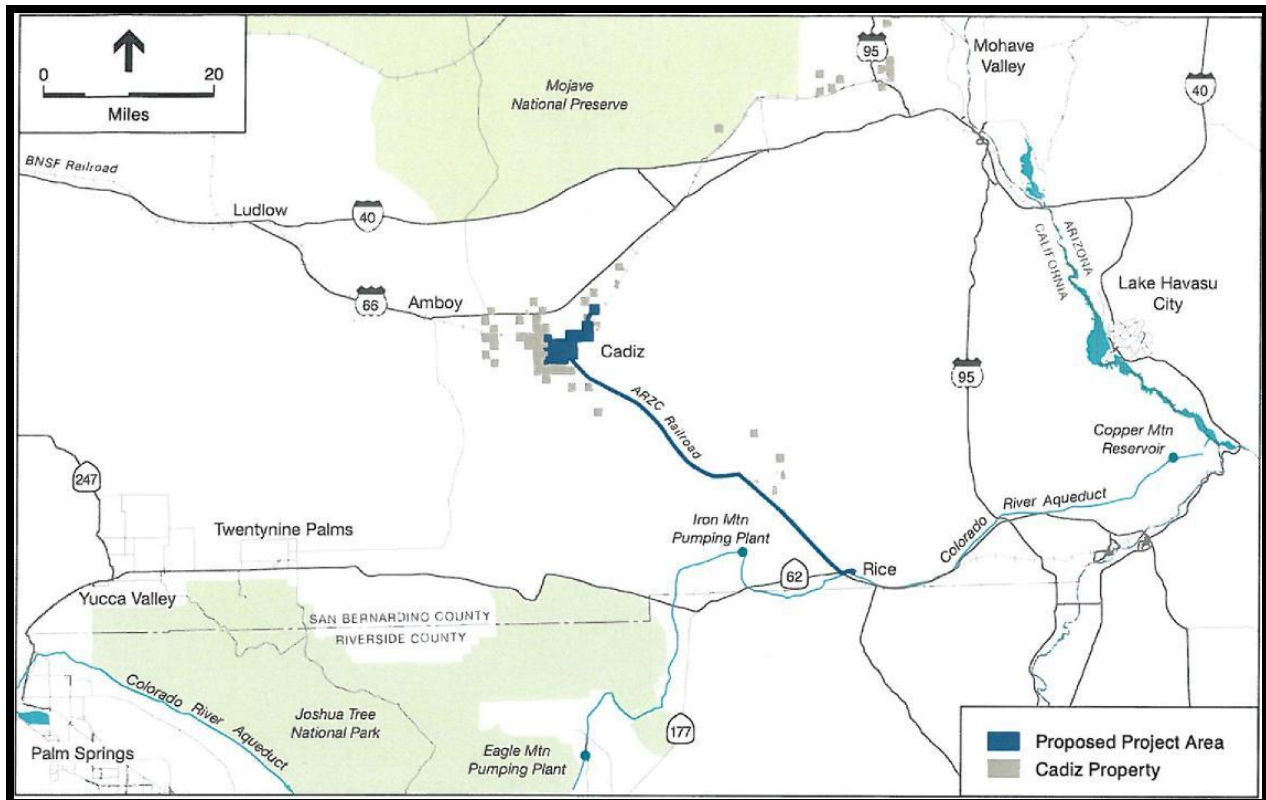 0 20
Miles
Mojave
National Preserve
95
Mohave
Valley
40
BNSF Railroad
Ludlow
40
ARIZONA
CALIFORNIA
Lake Havasu
City
66
Amboy
Cadiz
ARZC Railroad
95
Copper Mtn
Reservoir
247
Colorado River Aqueduct
Iron Mtn
Pumping Plant
Twentynine Palms
62
Rice
Yucca Valley
SAN BERNARDINO COUNTY
RIVERSIDE COUNTY
Colorado River Aqueduct
Joshua Tree
National Park
177
Palm Springs
Eagle Mtn
Pumping Plant
Proposed Project Area
Cadiz Property